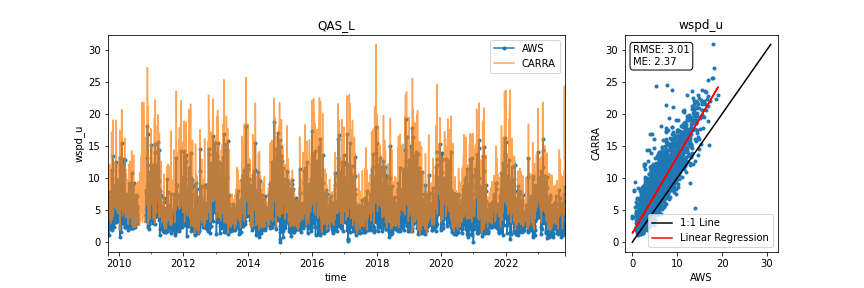 QAS_L
wspd_u
30
25
20
15
10
5
0
AWS
CARRA
2010
2012
2014
2016
2018
2020
2022
time
wspd_u
wspd_u
RMSE: 3.01
ME: 2.37
30
25
20
15
10
5
0
CARRA
1:1 Line
Linear Regression
0
10
20
30
AWS